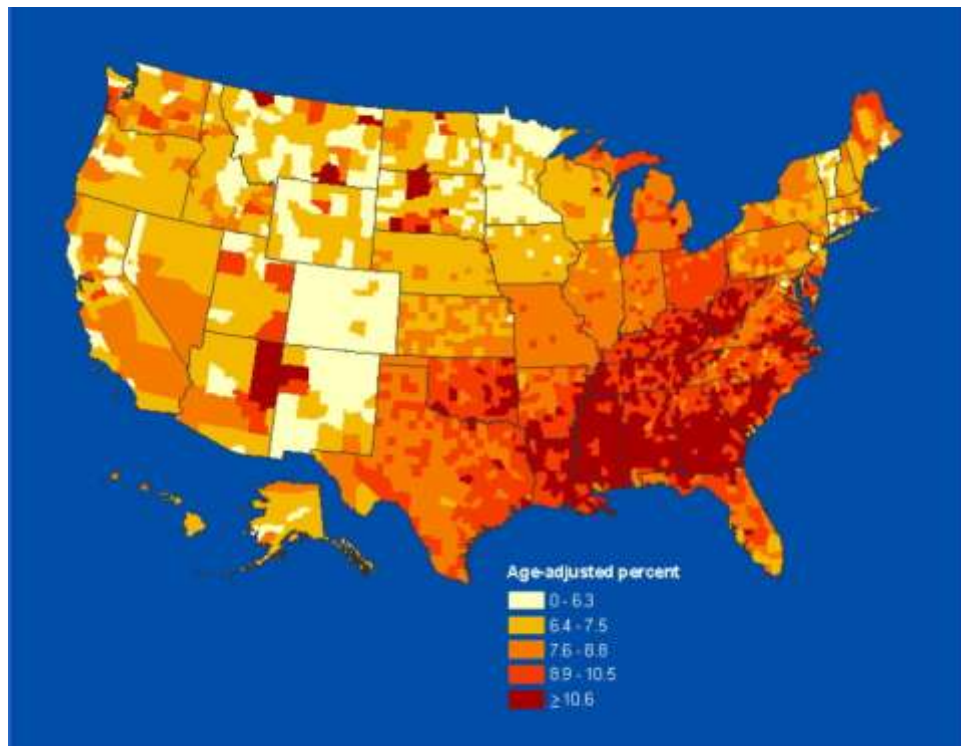 Age-adjusted percent
0 - 6.3
6.4 - 7.5
7.6 - 8.8
8.9 - 10.5
≥ 10.6